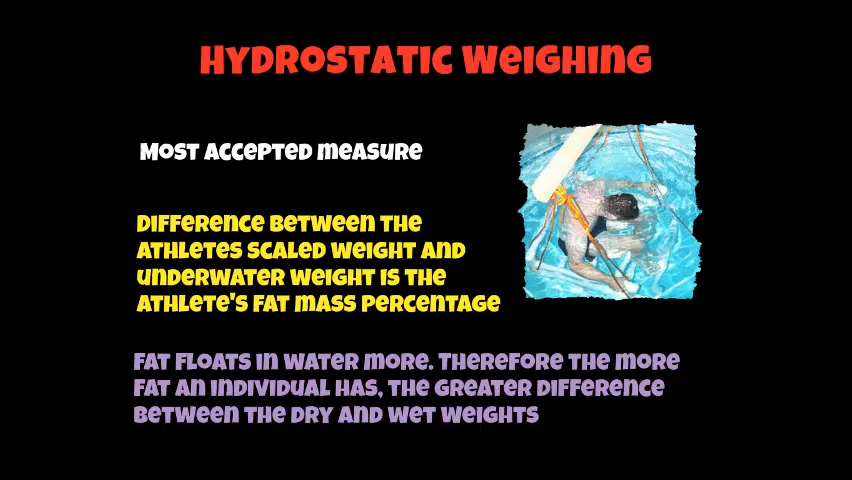 Hydrostatic Weighing
Most accepted measure
Difference between the
athletes scaled weight and
underwater weight is the
athlete's fat mass percentage
Fat floats in water more. Therefore the more
fat an individual has, the greater difference
between the dry and wet weights